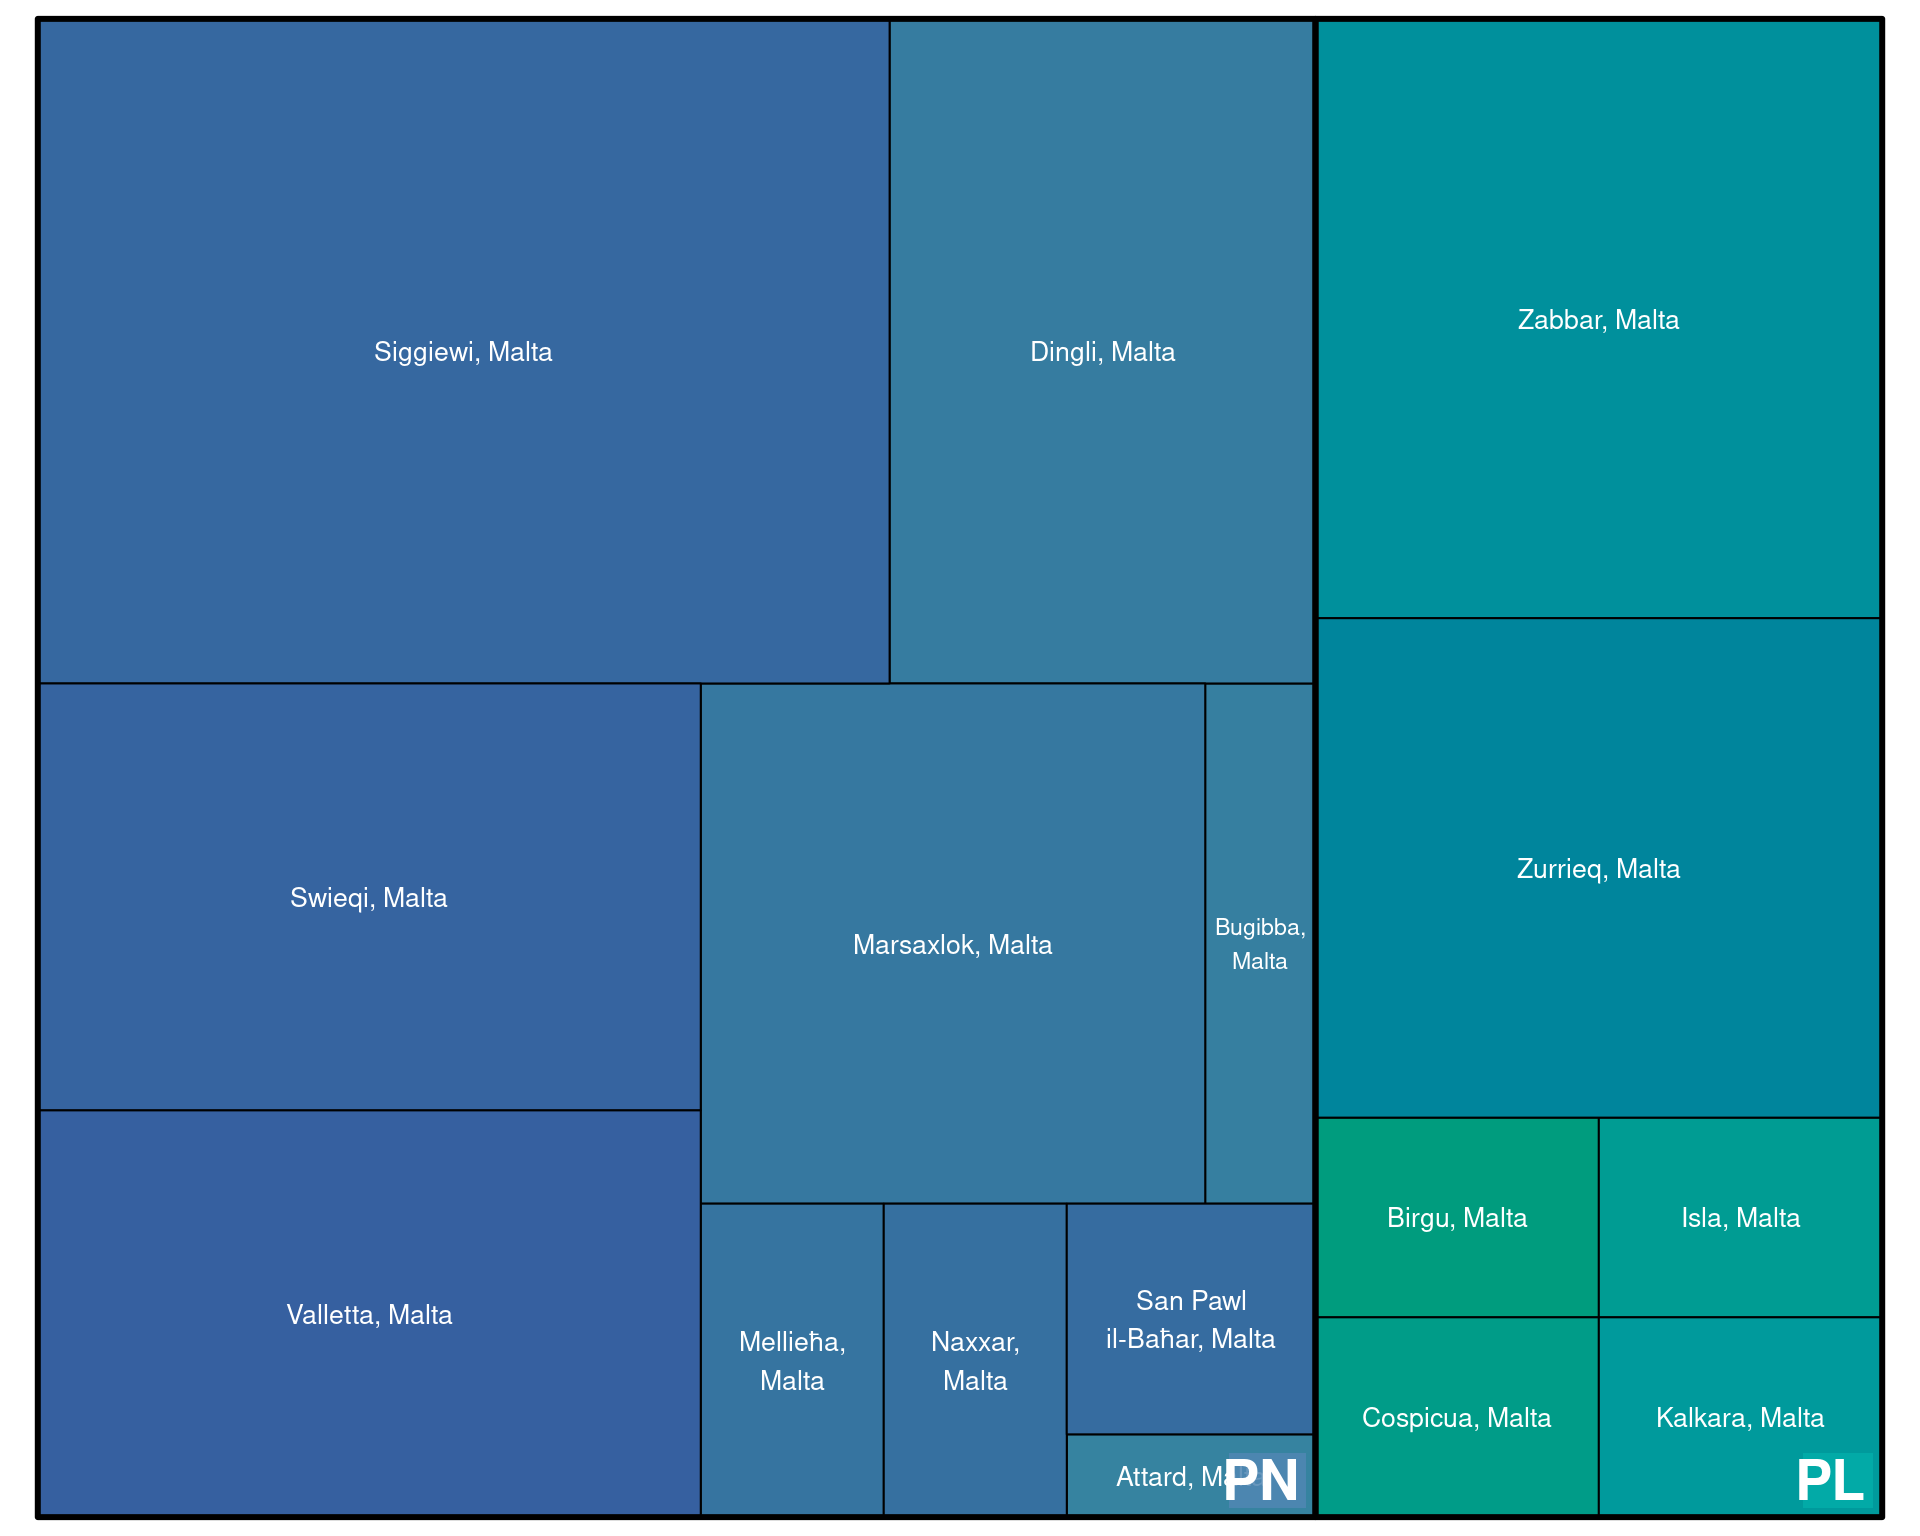 Siggiewi, Malta
Dingli, Malta
Zabbar, Malta
Swieqi, Malta
Marsaxlok, Malta
Bugibba,
Malta
Zurrieq, Malta
Valletta, Malta
Mellieħa,
Malta
Naxxar,
Malta
San Pawl
il-Baħar, Malta
Attard,
PN
Birgu, Malta
Isla, Malta
Cospicua, Malta
Kalkara, Malta
PL